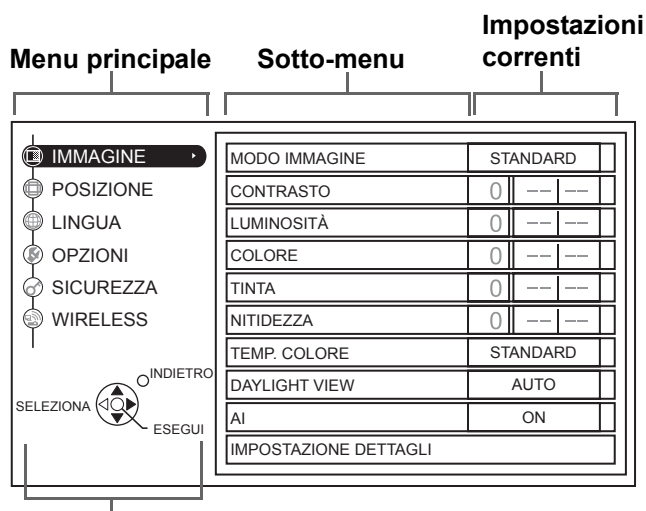 Menu principale
Sotto-menu
Impostazioni
correnti
IMMAGINE
POSIZIONE
LINGUA
OPZIONI
SICUREZZA
WIRELESS
INDIETRO
SELEZIONA
ESEGUI
MODO IMMAGINE STANDARD
CONTRASTO 0
LUMINOSITÀ 0
COLORE 0
TINTA 0
NITIDEZZA 0
TEMP. COLORE STANDARD
DAYLIGHT VIEW AUTO
AI ON
IMPOSTAZIONE DETTAGLI